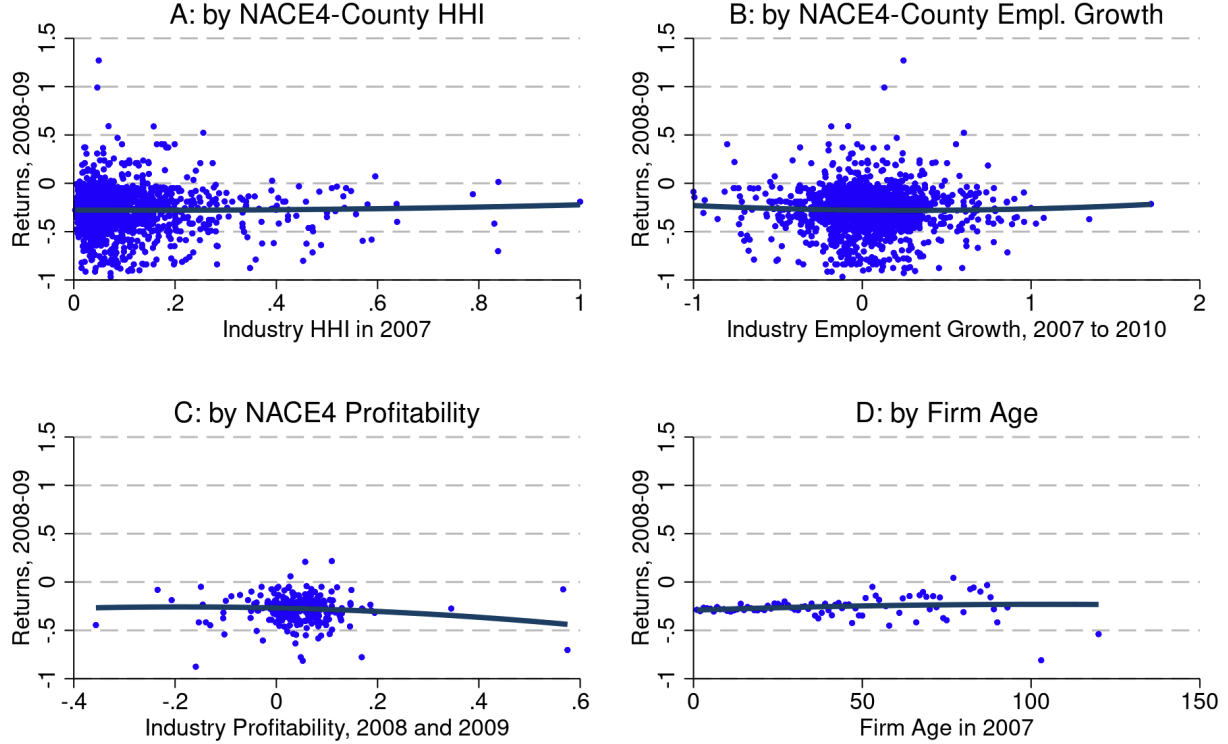 A: by NACE4-County HHI
Returns, 2008-09
1.5
1
.5
0
-.5
-1
0 .2 .4 .6 .8 1
Industry HHI in 2007
B: by NACE4-County Empl. Growth
Returns, 2008-09
1.5
1
.5
0
-.5
-1
-1 0 1 2
Industry Employment Growth, 2007 to 2010
C: by NACE4 Profitability
Returns, 2008-09
1.5
1
.5
0
-.5
-1
-.4 -.2 0 .2 .4 .6
Industry Profitability, 2008 and 2009
D: by Firm Age
Returns, 2008-09
1.5
1
.5
0
-.5
-1
0 50 100 150
Firm Age in 2007